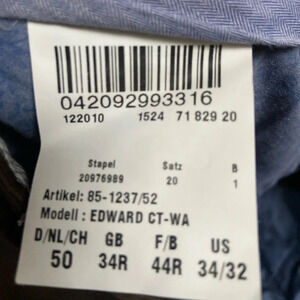 042092993316
122010 1524 71 829 20
Stapel Satz B
20976989 20 1
Artikel: 85-1237/52
Modell : EDWARD CT-WA
D/NL/CH GB F/B US
50 34R 44R 34/32